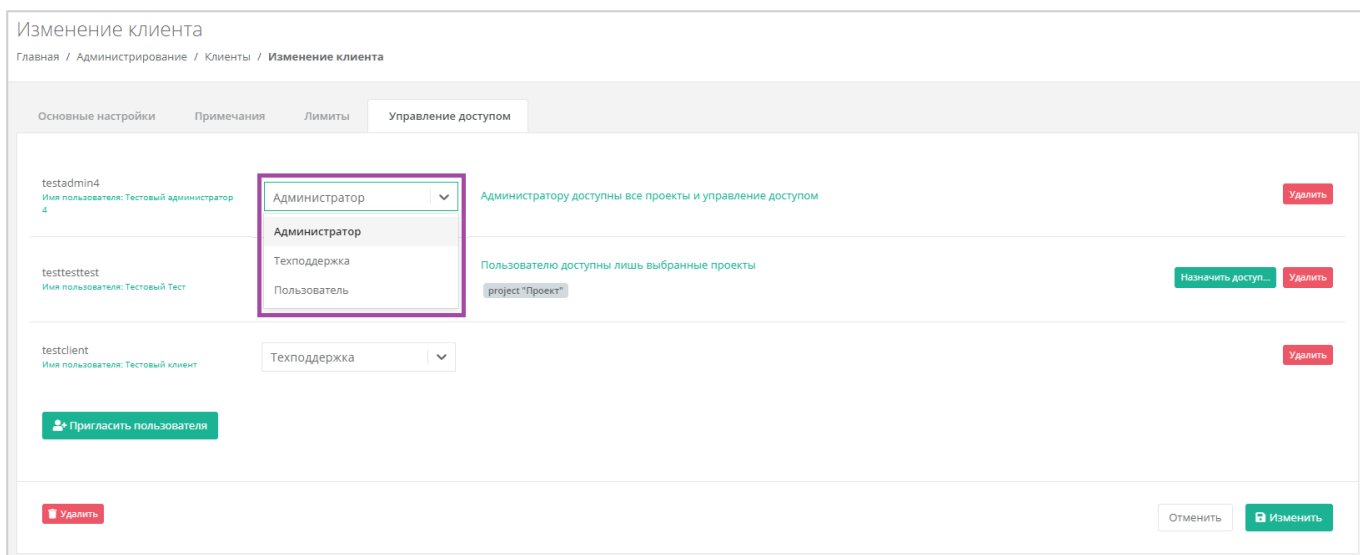 Изменение клиента
Главная / Администрирование / Клиенты / Изменение клиента
Основные настройки Примечания Лимиты Управление доступом
testadmin4
Имя пользователя: Тестовый администратор
4
Администратор
Администратору доступны все проекты и управление доступом
Удалить
Администратор
Техподдержка
Пользователь
testtesttest
Имя пользователя: Тестовый Тест
Пользователю доступны лишь выбранные проекты
project "Проект"
Назначить доступ... Удалить
testclient
Имя пользователя: Тестовый клиент
Техподдержка
Удалить
Пригласить пользователя
Удалить
Отменить Изменить